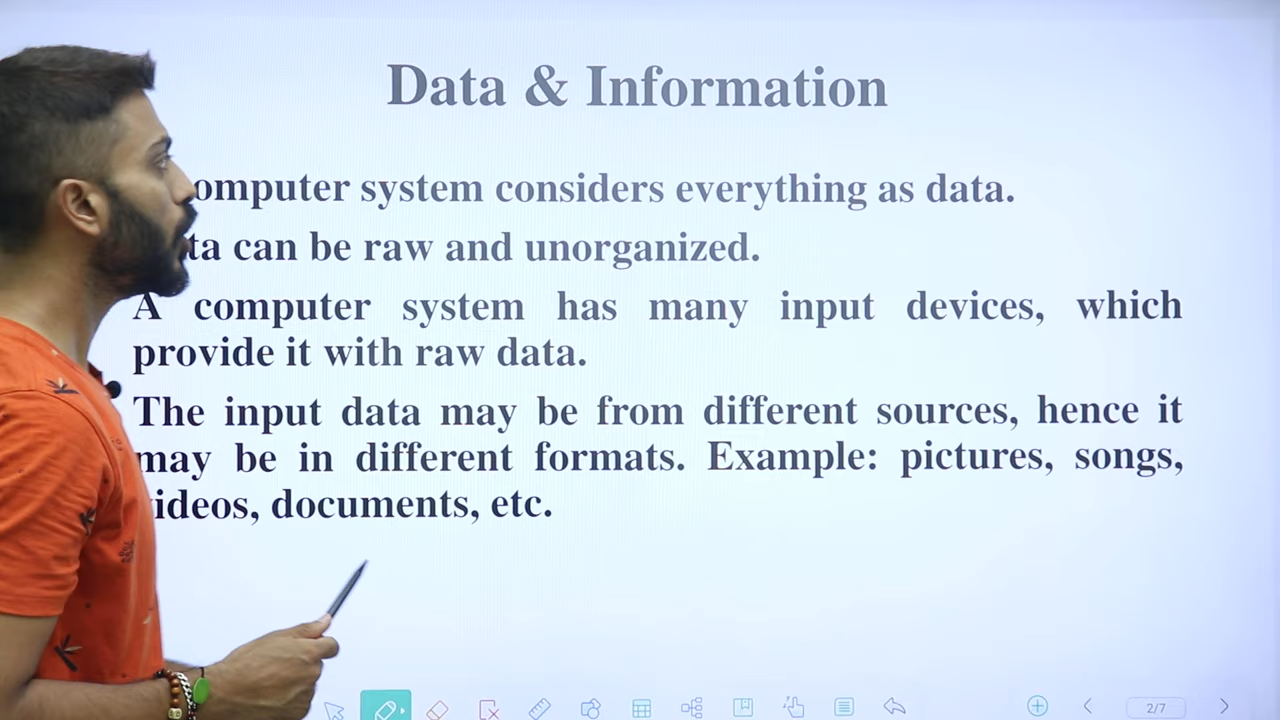 Data & Information
omputer system considers everything as data.
ta can be raw and unorganized.
A computer system has many input devices, which
provide it with raw data.
The input data may be from different sources, hence it
may be in different formats. Example: pictures, songs,
ideos, documents, etc.
2/7